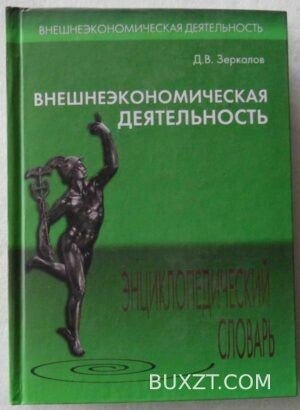 ВНЕШНЕЭКОНОМИЧЕСКАЯ ДЕЯТЕЛЬНОСТЬ
Д.В. Зеркалов
ВНЕШНЕЭКОНОМИЧЕСКАЯ
ДЕЯТЕЛЬНОСТЬ
ЭНЦИКЛОПЕДИЧЕСКИЙ
СЛОВАРЬ
BUXZT.COM